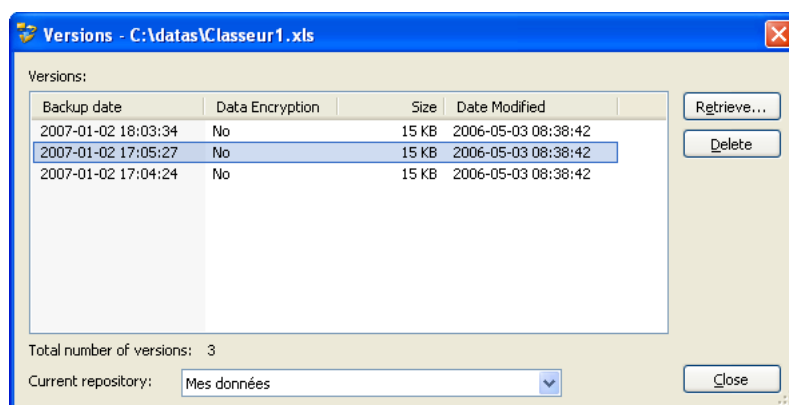 Versions - C:\datas\Classeur1.xls
Versions:
Backup date Data Encryption Size Date Modified
2007-01-02 18:03:34 No 15 KB 2006-05-03 08:38:42
2007-01-02 17:05:27 No 15 KB 2006-05-03 08:38:42
2007-01-02 17:04:24 No 15 KB 2006-05-03 08:38:42
Retrieve...
Delete
Total number of versions: 3
Current repository: Mes données
Close